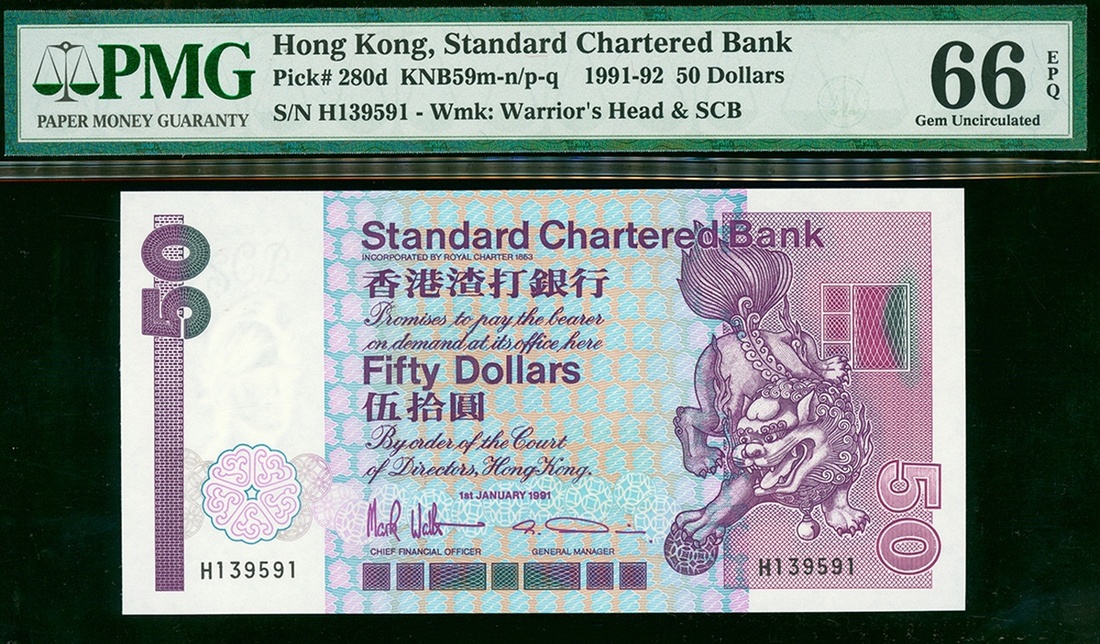 PMG
PAPER MONEY GUARANTY
Hong Kong, Standard Chartered Bank
Pick# 280d KNB59m-n/p-q 1991-92 50 Dollars
S/N H139591 - Wmk: Warrior's Head & SCB
66
EPQ
Gem Uncirculated
50
Standard Chartered Bank
INCORPORATED BY ROYAL CHARTER 1853
香港渣打銀行
Promises to pay the bearer
on demand at its office here
Fifty Dollars
伍拾圓
By order of the Court
of Directors, Hong Kong.
1st JANUARY 1991
Mark Walt
CHIEF FINANCIAL OFFICER
GENERAL MANAGER
H139591
H139591
50